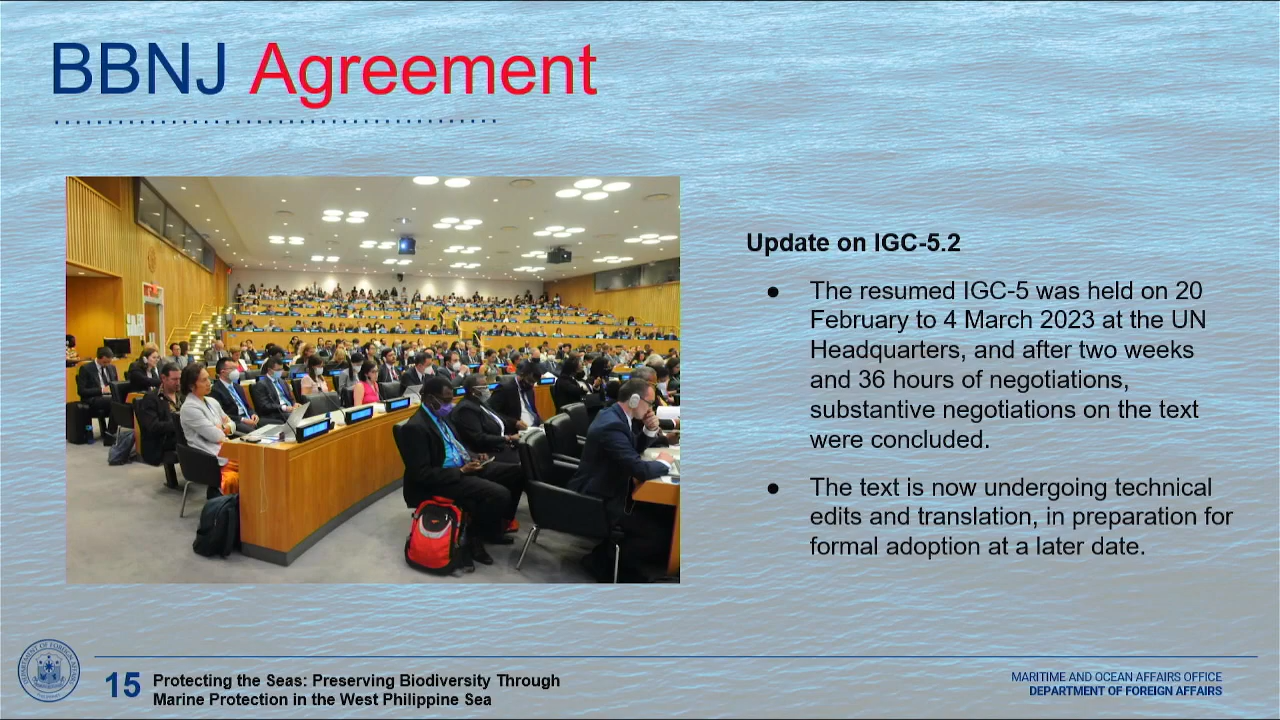 BBNJ Agreement
Update on IGC-5.2
● The resumed IGC-5 was held on 20
February to 4 March 2023 at the UN
Headquarters, and after two weeks
and 36 hours of negotiations,
substantive negotiations on the text
were concluded.
● The text is now undergoing technical
edits and translation, in preparation for
formal adoption at a later date.
DEPARTMENT OF FOREIGN AFFAIRS
15
Protecting the Seas: Preserving Biodiversity Through
Marine Protection in the West Philippine Sea
MARITIME AND OCEAN AFFAIRS OFFICE
DEPARTMENT OF FOREIGN AFFAIRS